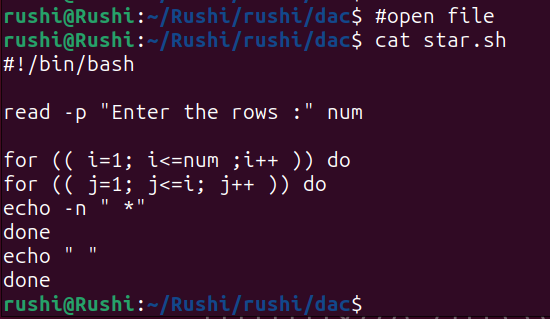 rushi@Rushi:~/Rushi/rushi/dac$ #open file
rushi@Rushi:~/Rushi/rushi/dac$ cat star.sh
#!/bin/bash

read -p "Enter the rows :" num

for (( i=1; i<=num ;i++ )) do
for (( j=1; j<=i; j++ )) do
echo -n " *"
done
echo " "
done
rushi@Rushi:~/Rushi/rushi/dac$